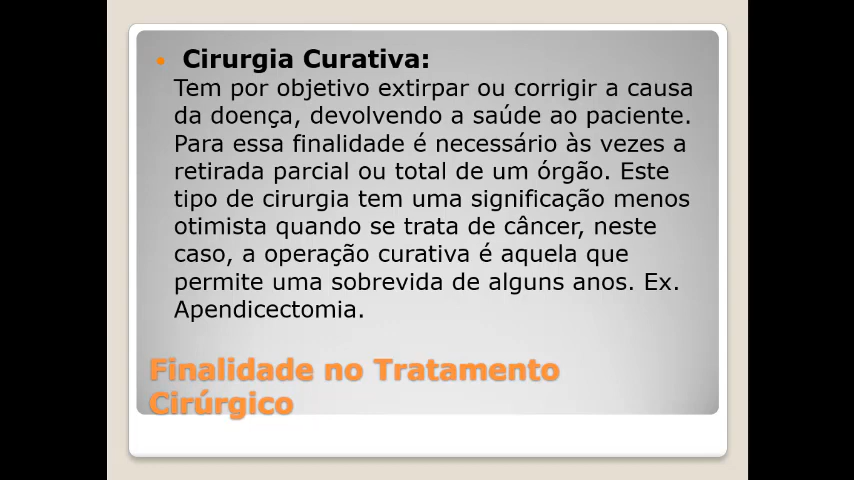 Cirurgia Curativa:
Tem por objetivo extirpar ou corrigir a causa
da doença, devolvendo a saúde ao paciente.
Para essa finalidade é necessário às vezes a
retirada parcial ou total de um órgão. Este
tipo de cirurgia tem uma significação menos
otimista quando se trata de câncer, neste
caso, a operação curativa é aquela que
permite uma sobrevida de alguns anos. Ex.
Apendicectomia.
Finalidade no Tratamento
Cirúrgico